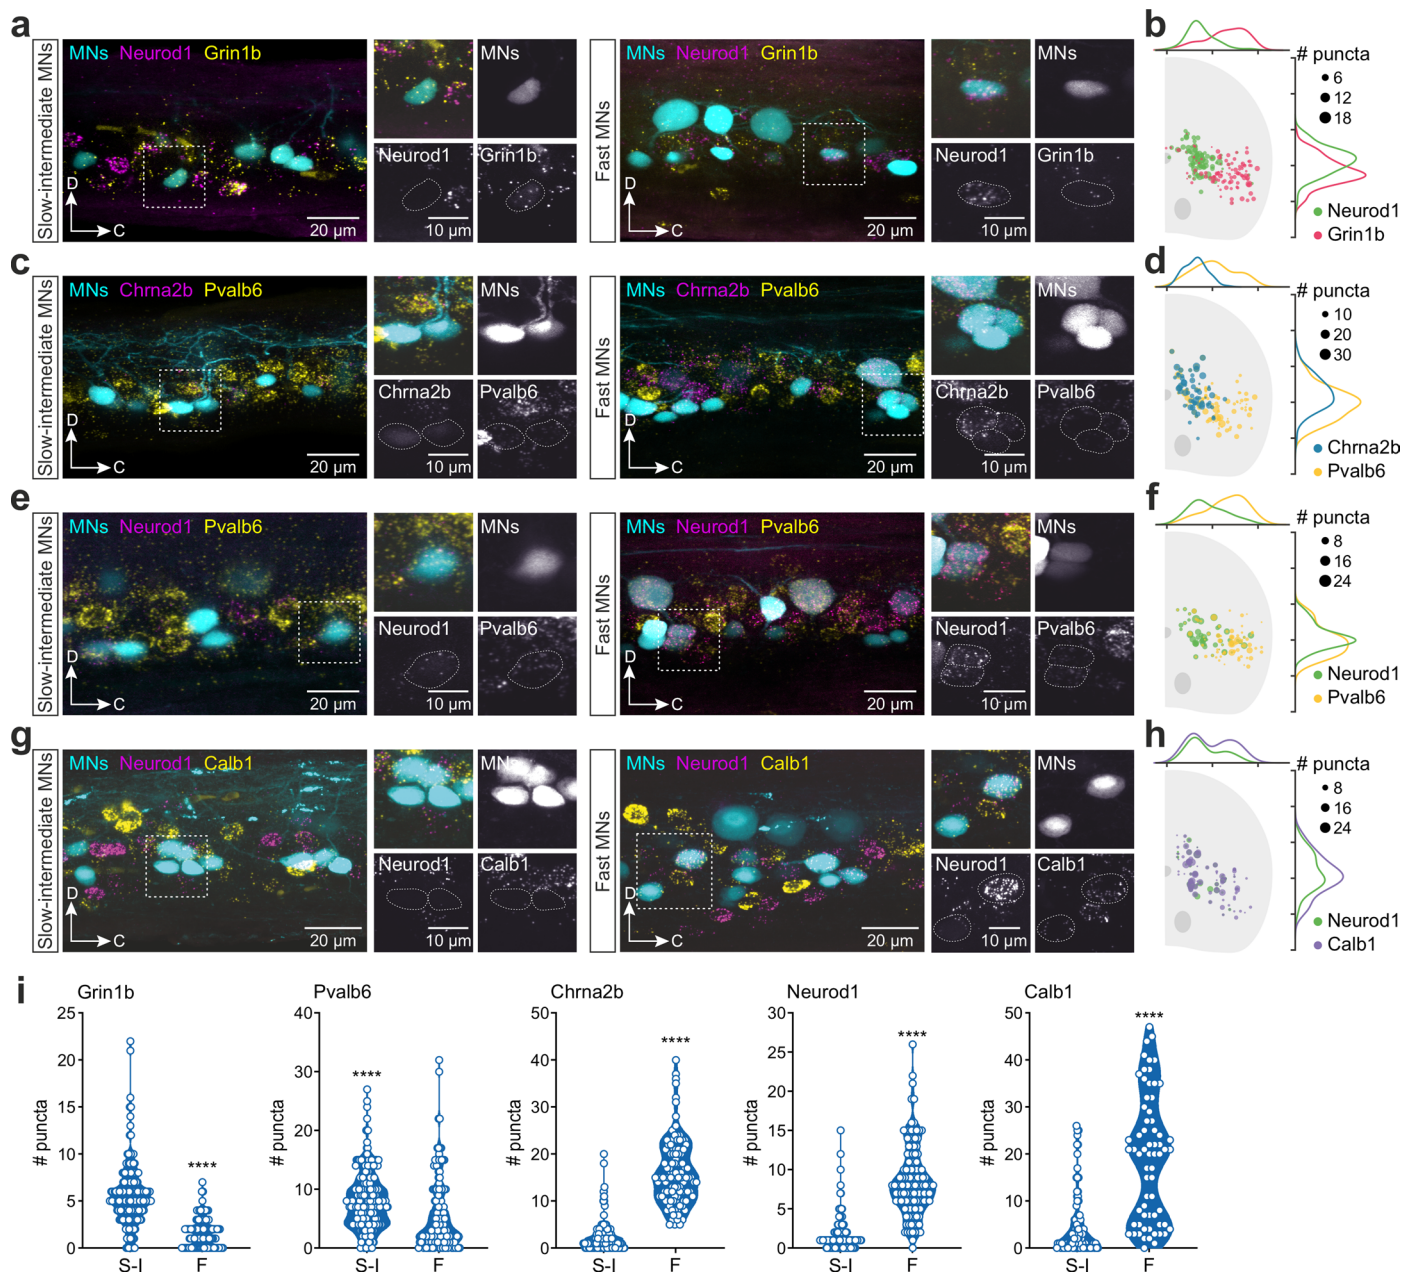 a
Slow-intermediate MNs
MNs Neurod1 Grin1b
D
C
20 µm
MNs
Neurod1
Grin1b
10 µm
Fast MNs
MNs Neurod1 Grin1b
D
C
20 µm
MNs
Neurod1
Grin1b
10 µm
b
# puncta
6
12
18
Neurod1
Grin1b
c
Slow-intermediate MNs
MNs Chrna2b Pvalb6
D
C
20 µm
MNs
Chrna2b
Pvalb6
10 µm
Fast MNs
MNs Chrna2b Pvalb6
D
C
20 µm
MNs
Chrna2b
Pvalb6
10 µm
d
# puncta
10
20
30
Chrna2b
Pvalb6
e
Slow-intermediate MNs
MNs Neurod1 Pvalb6
D
C
20 µm
MNs
Neurod1
Pvalb6
10 µm
Fast MNs
MNs Neurod1 Pvalb6
D
C
20 µm
MNs
Neurod1
Pvalb6
10 µm
f
# puncta
8
16
24
Neurod1
Pvalb6
g
Slow-intermediate MNs
MNs Neurod1 Calb1
D
C
20 µm
MNs
Neurod1
Calb1
10 µm
Fast MNs
MNs Neurod1 Calb1
D
C
20 µm
MNs
Neurod1
Calb1
10 µm
h
# puncta
8
16
24
Neurod1
Calb1
i
Grin1b
# puncta
25
20
15
10
5
0
****
S-I F
Pvalb6
# puncta
40
30
20
10
0
****
S-I F
Chrna2b
# puncta
50
40
30
20
10
0
****
S-I F
Neurod1
# puncta
30
25
20
15
10
5
0
****
S-I F
Calb1
# puncta
50
40
30
20
10
0
****
S-I F